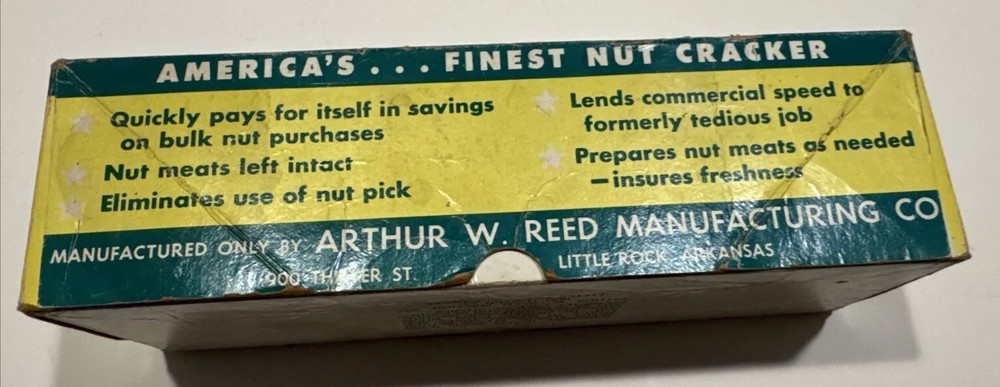 AMERICA'S . . . FINEST NUT CRACKER
Quickly pays for itself in savings
on bulk nut purchases
Nut meats left intact
Eliminates use of nut pick
Lends commercial speed to
formerly tedious job
Prepares nut meats as needed
—insures freshness
MANUFACTURED ONLY BY ARTHUR W. REED MANUFACTURING CO
900 ST
LITTLE ROCK, ARKANSAS